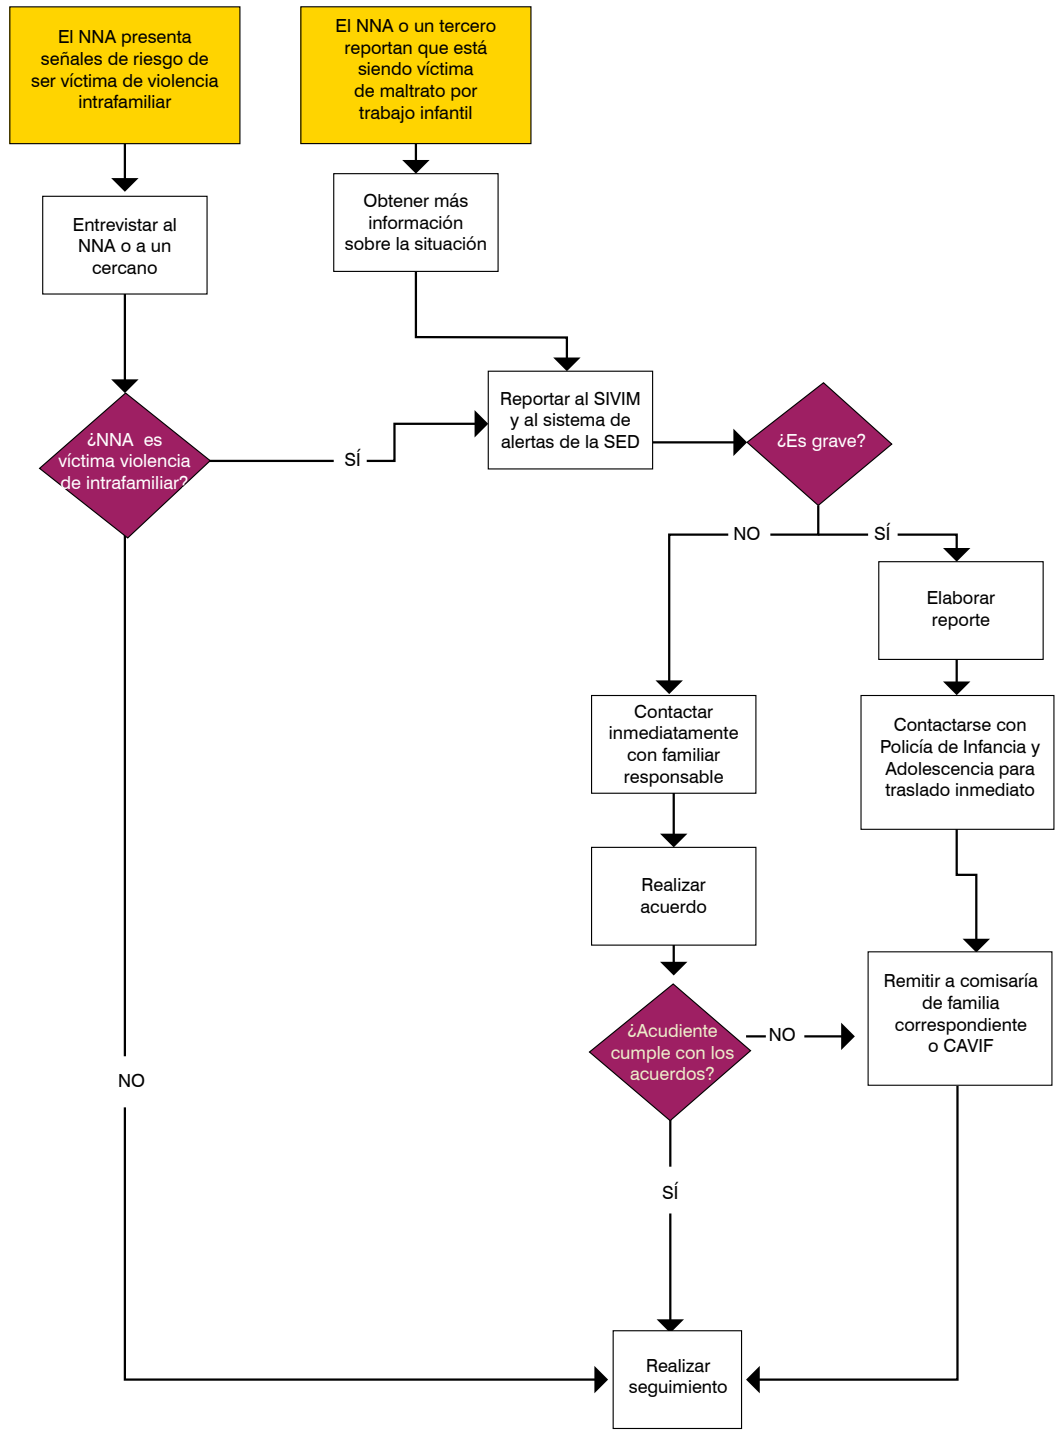 El NNA presenta
señales de riesgo de
ser víctima de violencia
intrafamiliar
El NNA o un tercero
reportan que está
siendo víctima
de maltrato por
trabajo infantil
Entrevistar al
NNA o a un
cercano
Obtener más
información
sobre la situación
¿NNA es
víctima violencia
de intrafamiliar?
SÍ
Reportar al SIVIM
y al sistema de
alertas de la SED
¿Es grave?
NO
SÍ
Elaborar
reporte
Contactar
inmediatamente
con familiar
responsable
Contactarse con
Policía de Infancia y
Adolescencia para
traslado inmediato
Realizar
acuerdo
¿Acudiente
cumple con los
acuerdos?
NO
Remitir a comisaría
de familia
correspondiente
o CAVIF
NO
SÍ
Realizar
seguimiento